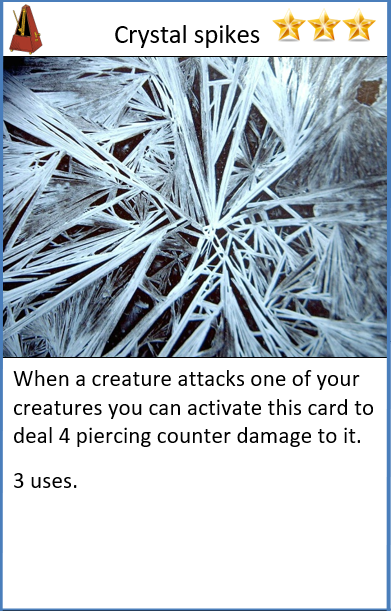 Crystal spikes
When a creature attacks one of your
creatures you can activate this card to
deal 4 piercing counter damage to it.
3 uses.